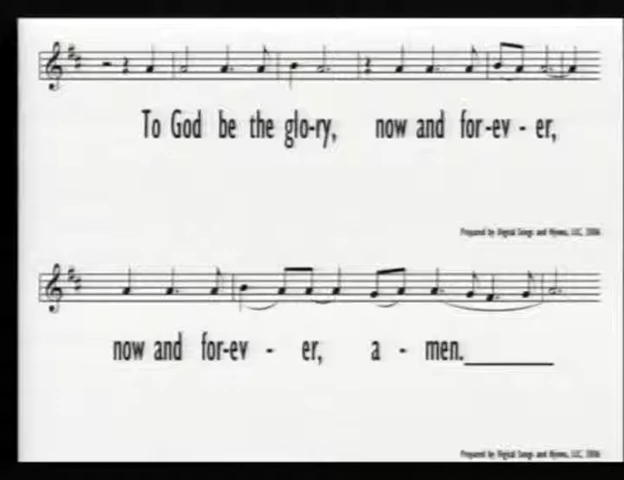 To God be the glo-ry, now and for-ev - er,
Prepared by Digital Songs and Hymns, LLC, 2006
now and for-ev - er, a - men.________
Prepared by Digital Songs and Hymns, LLC, 2006